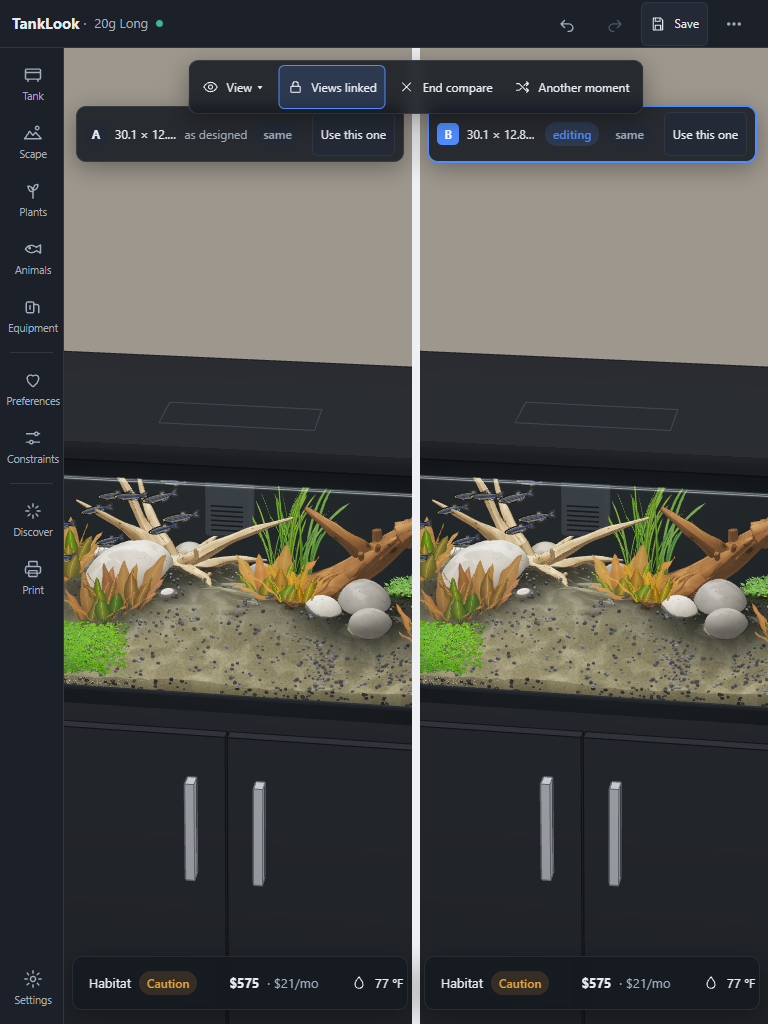 TankLook · 20g Long
Save
View
Views linked
End compare
Another moment
A 30.1 × 12.... as designed same Use this one
B 30.1 × 12.8... editing same Use this one
Tank
Scape
Plants
Animals
Equipment
Preferences
Constraints
Discover
Print
Settings
Habitat Caution $575 · $21/mo 77 °F
Habitat Caution $575 · $21/mo 77 °F